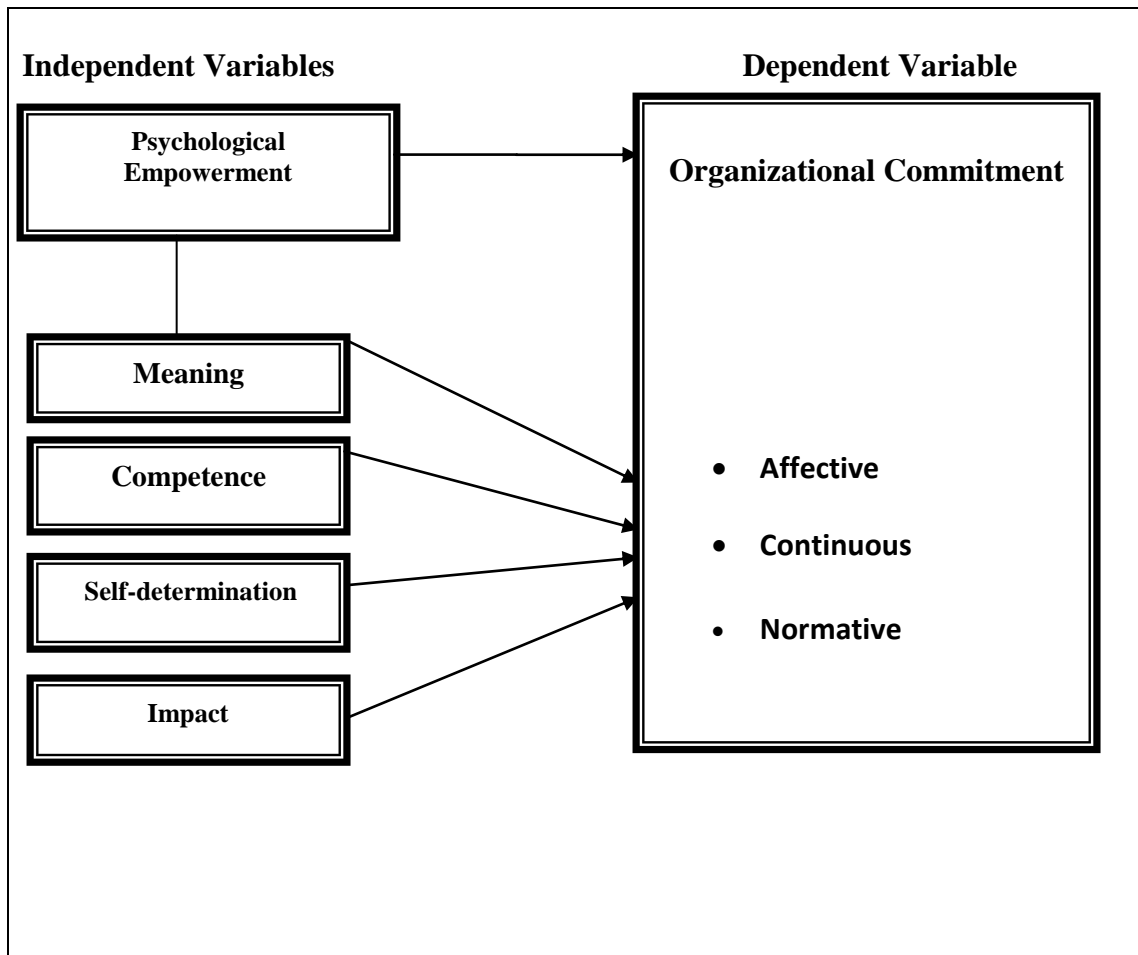 Independent Variables
Dependent Variable
Psychological
Empowerment
Organizational Commitment
Meaning
Competence
Self-determination
Impact
• Affective
• Continuous
• Normative